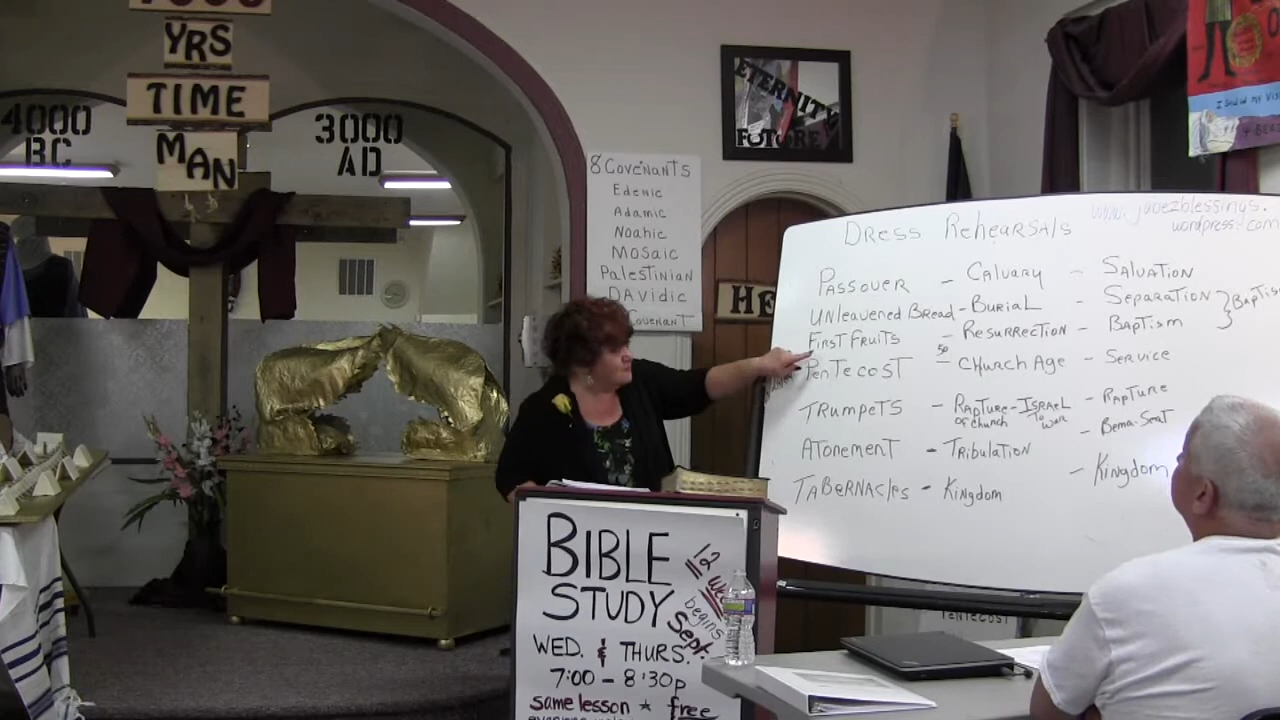 YRS
TIME
MAN
4000
BC
3000
AD
ETERNITY
FUTURE
8 COVENANTS
Edenic
Adamic
Noahic
MOSAIC
Palestinian
DAVidic
COVENANT
HE
DRESS REHEARSALS
www.jabezblessings.
wordpress.com
PASSOVER - CALVARY - SALVATION
UNLEAVENED BREAD - BURIAL - SEPARATION
FIRST FRUITS - RESURRECTION - BAPTISM
PENTECOST 50 - CHURCH AGE - SERVICE
TRUMPETS - RAPTURE OF CHURCH - ISRAEL TO WAR - RAPTURE
ATONEMENT - TRIBULATION - Bema-Seat
TABERNACLES - Kingdom - Kingdom
BIBLE
STUDY
12
begins
Sept.
WED. & THURS.
7:00 - 8:30p
same lesson ★ free
PENTECOST